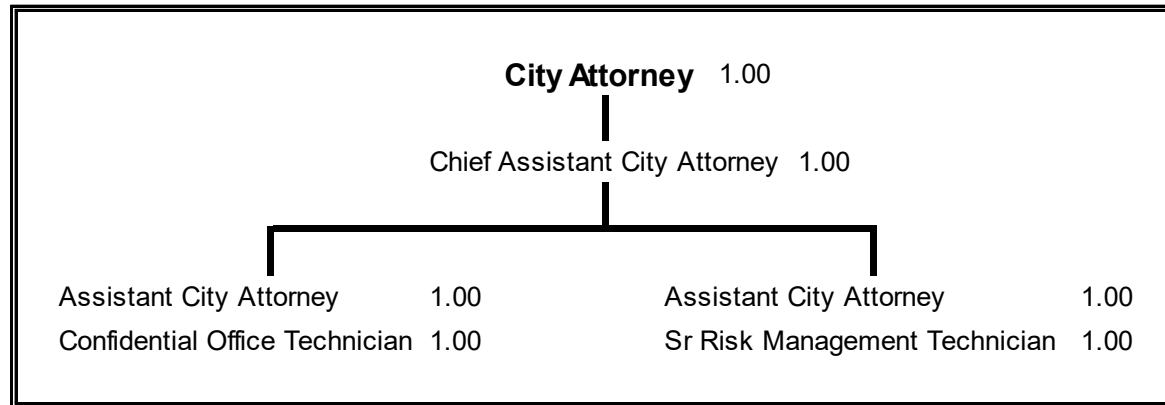 City Attorney 1.00
Chief Assistant City Attorney 1.00
Assistant City Attorney 1.00
Confidential Office Technician 1.00
Assistant City Attorney 1.00
Sr Risk Management Technician 1.00